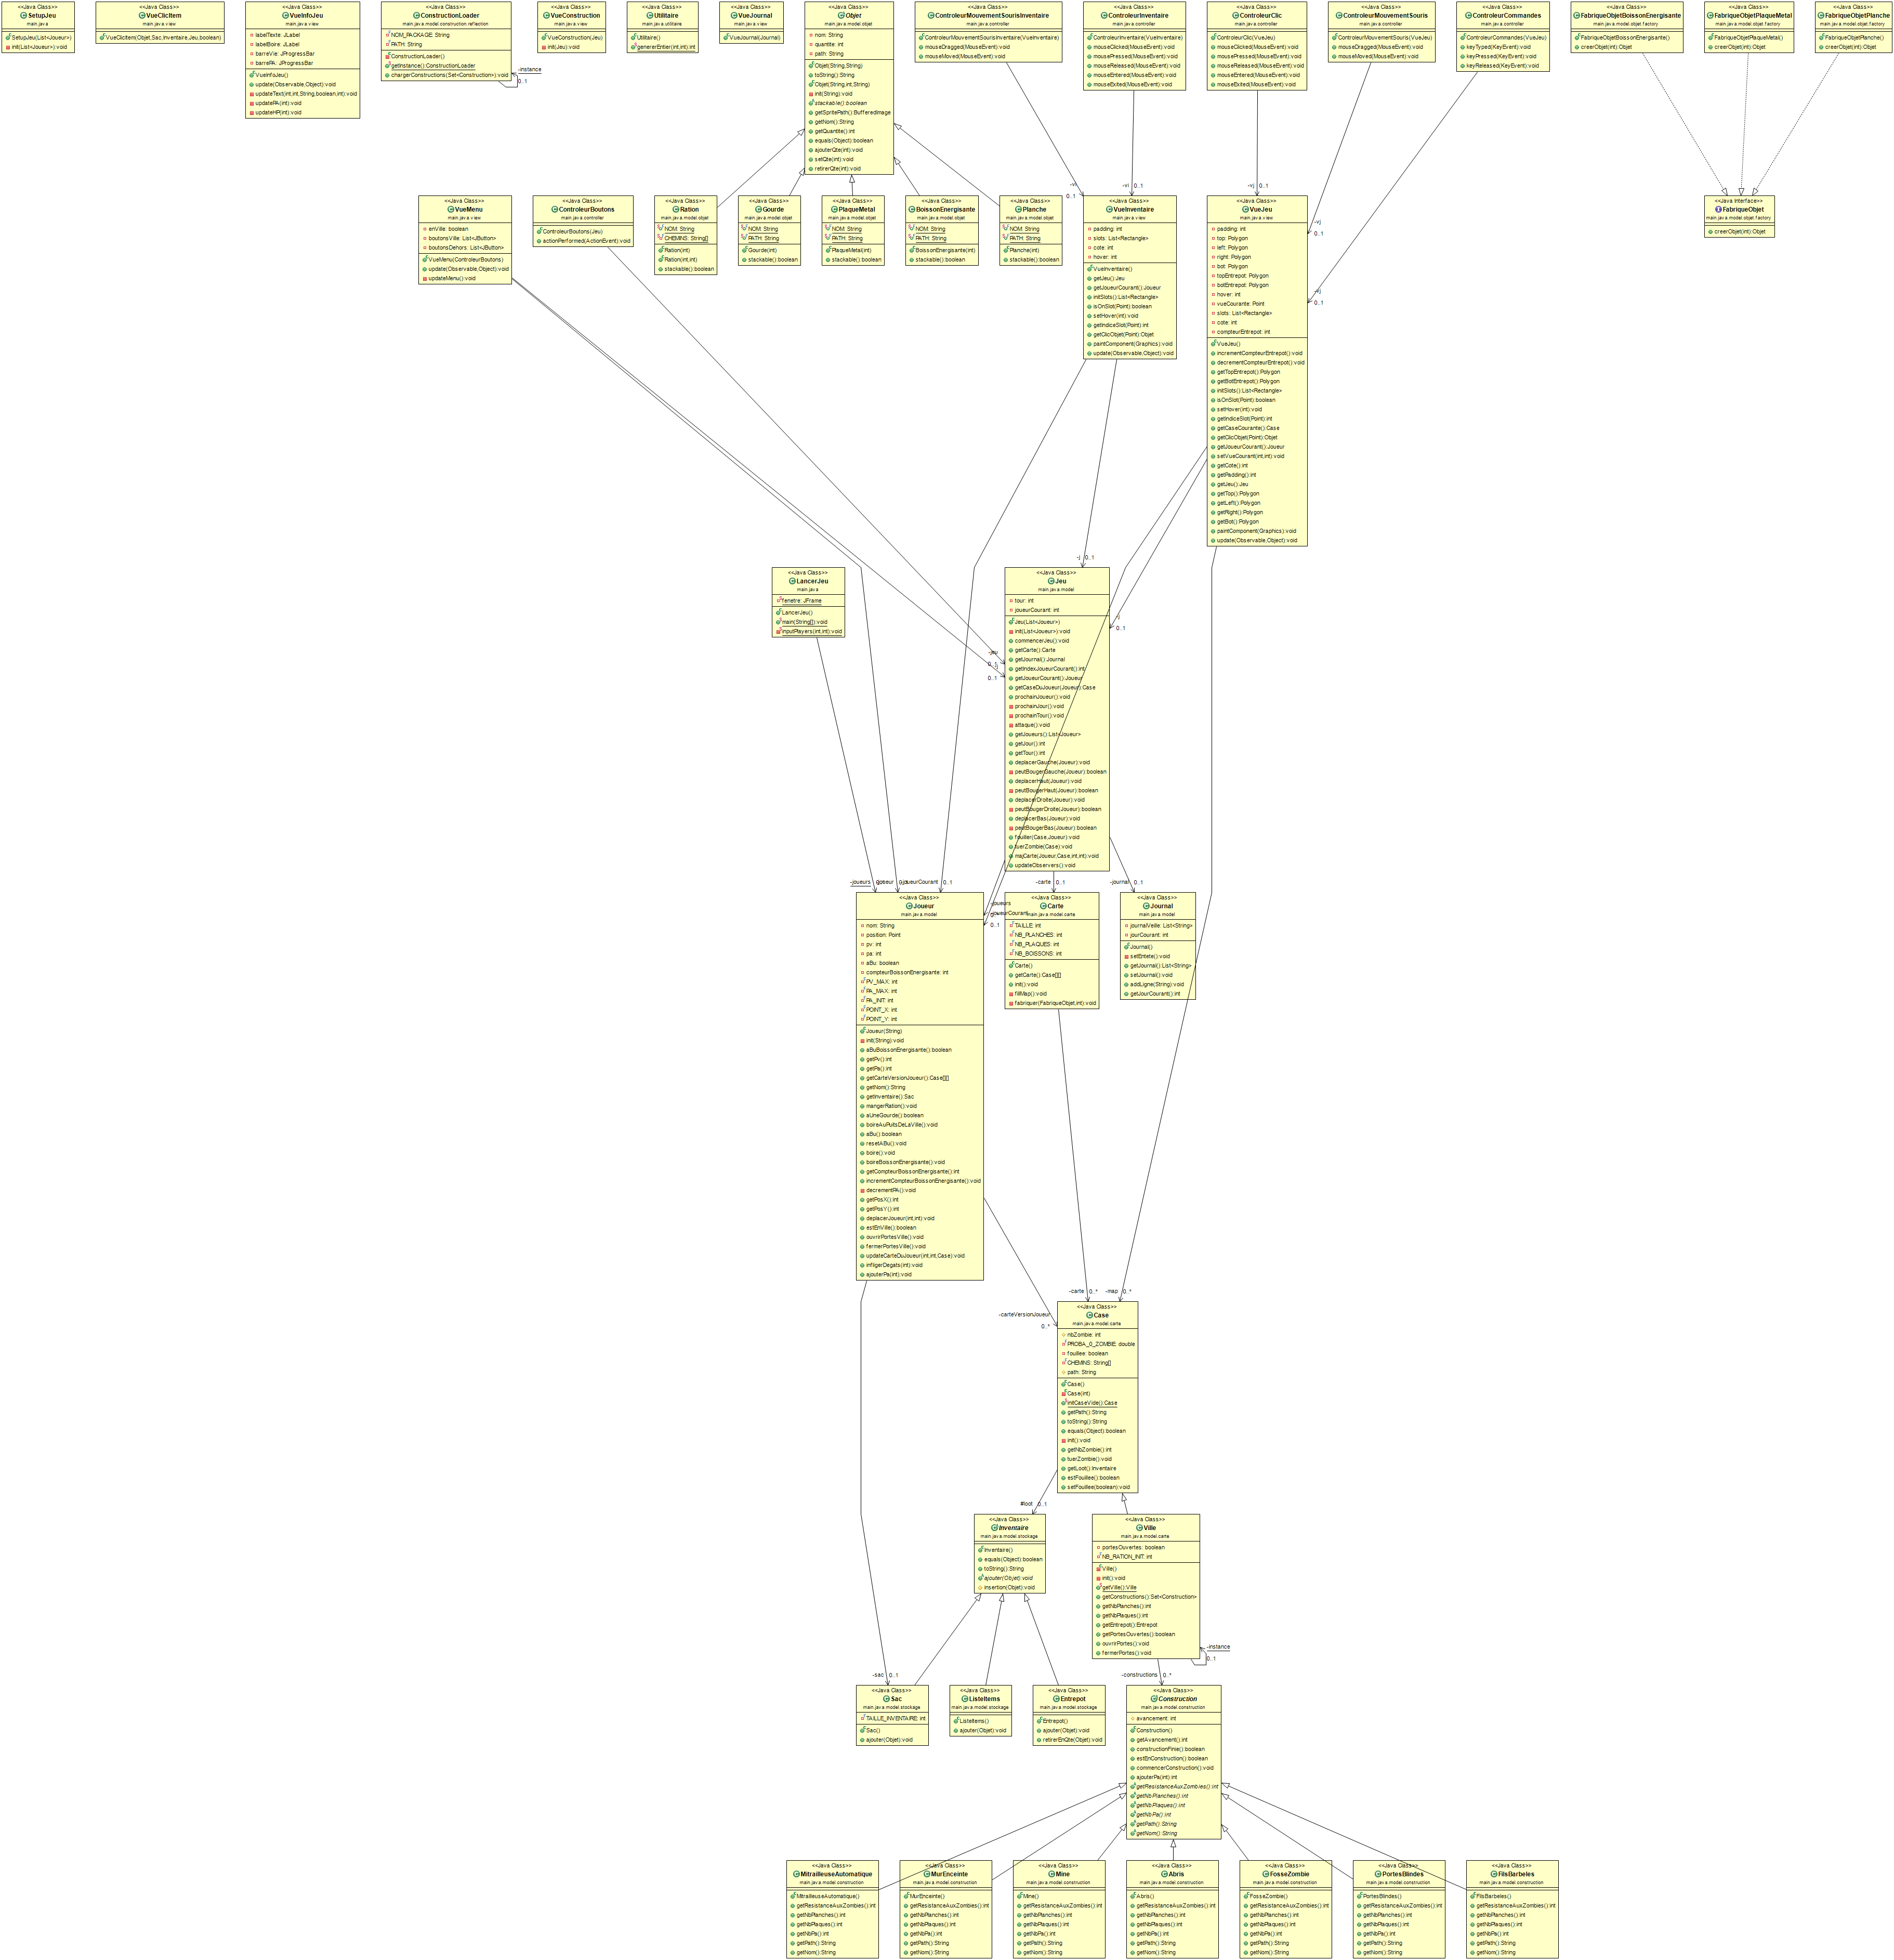 <<Java Class>>
SetupJeu
main.java
SetupJeu(List<Joueur>)
init(List<Joueur>):void
<<Java Class>>
VueClicItem
main.java.view
VueClicItem(Objet,Sac,Inventaire,Jeu,boolean)
<<Java Class>>
VueInfoJeu
main.java.view
labelTexte: JLabel
labelBoire: JLabel
barreVie: JProgressBar
barrePA: JProgressBar
VueInfoJeu()
update(Observable,Object):void
updateText(int,int,String,boolean,int):void
updatePA(int):void
updateHP(int):void
<<Java Class>>
ConstructionLoader
main.java.model.construction.reflection
NOM_PACKAGE: String
PATH: String
ConstructionLoader()
getInstance():ConstructionLoader
chargerConstructions(Set<Construction>):void
-instance
0..1
<<Java Class>>
VueConstruction
main.java.view
VueConstruction(Jeu)
init(Jeu):void
<<Java Class>>
Utilitaire
main.java.utilitaire
Utilitaire()
genererEntier(int,int):int
<<Java Class>>
VueJournal
main.java.view
VueJournal(Journal)
<<Java Class>>
Objet
main.java.model.objet
nom: String
quantite: int
path: String
Objet(String,String)
toString():String
Objet(String,int,String)
init(String):void
stackable():boolean
getSpritePath():BufferedImage
getNom():String
getQuantite():int
equals(Object):boolean
ajouterQte(int):void
setQte(int):void
retirerQte(int):void
<<Java Class>>
ControleurMouvementSourisInventaire
main.java.controller
ControleurMouvementSourisInventaire(VueInventaire)
mouseDragged(MouseEvent):void
mouseMoved(MouseEvent):void
<<Java Class>>
ControleurInventaire
main.java.controller
ControleurInventaire(VueInventaire)
mouseClicked(MouseEvent):void
mousePressed(MouseEvent):void
mouseReleased(MouseEvent):void
mouseEntered(MouseEvent):void
mouseExited(MouseEvent):void
<<Java Class>>
ControleurClic
main.java.controller
ControleurClic(VueJeu)
mouseClicked(MouseEvent):void
mousePressed(MouseEvent):void
mouseReleased(MouseEvent):void
mouseEntered(MouseEvent):void
mouseExited(MouseEvent):void
<<Java Class>>
ControleurMouvementSouris
main.java.controller
ControleurMouvementSouris(VueJeu)
mouseDragged(MouseEvent):void
mouseMoved(MouseEvent):void
<<Java Class>>
ControleurCommandes
main.java.controller
ControleurCommandes(VueJeu)
keyTyped(KeyEvent):void
keyPressed(KeyEvent):void
keyReleased(KeyEvent):void
<<Java Class>>
FabriqueObjetBoissonEnergisante
main.java.model.objet.factory
FabriqueObjetBoissonEnergisante()
creerObjet(int):Objet
<<Java Class>>
FabriqueObjetPlaqueMetal
main.java.model.objet.factory
FabriqueObjetPlaqueMetal()
creerObjet(int):Objet
<<Java Class>>
FabriqueObjetPlanche
main.java.model.objet.factory
FabriqueObjetPlanche()
creerObjet(int):Objet
<<Java Class>>
VueMenu
main.java.view
enVille: boolean
boutonsVille: List<JButton>
boutonsDehors: List<JButton>
VueMenu(ControleurBoutons)
update(Observable,Object):void
updateMenu():void
<<Java Class>>
ControleurBoutons
main.java.controller
ControleurBoutons(Jeu)
actionPerformed(ActionEvent):void
<<Java Class>>
Ration
main.java.model.objet
NOM: String
CHEMINS: String[]
Ration(int)
Ration(int,int)
stackable():boolean
<<Java Class>>
Gourde
main.java.model.objet
NOM: String
PATH: String
Gourde(int)
stackable():boolean
<<Java Class>>
PlaqueMetal
main.java.model.objet
NOM: String
PATH: String
PlaqueMetal(int)
stackable():boolean
<<Java Class>>
BoissonEnergisante
main.java.model.objet
NOM: String
PATH: String
BoissonEnergisante(int)
stackable():boolean
<<Java Class>>
Planche
main.java.model.objet
NOM: String
PATH: String
Planche(int)
stackable():boolean
-vi
0..1
-vi 0..1
<<Java Class>>
VueInventaire
main.java.view
padding: int
slots: List<Rectangle>
cote: int
hover: int
VueInventaire()
getJeu():Jeu
getJoueurCourant():Joueur
initSlots():List<Rectangle>
isOnSlot(Point):boolean
setHover(int):void
getIndiceSlot(Point):int
getClicObjet(Point):Objet
paintComponent(Graphics):void
update(Observable,Object):void
-vj 0..1
<<Java Class>>
VueJeu
main.java.view
padding: int
top: Polygon
left: Polygon
right: Polygon
bot: Polygon
topEntrepot: Polygon
botEntrepot: Polygon
hover: int
vueCourante: Point
slots: List<Rectangle>
cote: int
compteurEntrepot: int
VueJeu()
incrementCompteurEntrepot():void
decrementCompteurEntrepot():void
getTopEntrepot():Polygon
getBotEntrepot():Polygon
initSlots():List<Rectangle>
isOnSlot(Point):boolean
setHover(int):void
getIndiceSlot(Point):int
getCaseCourante():Case
getClicObjet(Point):Objet
getJoueurCourant():Joueur
setVueCourant(int,int):void
getCote():int
getPadding():int
getJeu():Jeu
getTop():Polygon
getLeft():Polygon
getRight():Polygon
getBot():Polygon
paintComponent(Graphics):void
update(Observable,Object):void
-vj
0..1
-vj
0..1
<<Java Interface>>
FabriqueObjet
main.java.model.objet.factory
creerObjet(int):Objet
<<Java Class>>
LancerJeu
main.java
fenetre: JFrame
LancerJeu()
main(String[]):void
inputPlayers(int,int):void
-j 0..1
<<Java Class>>
Jeu
main.java.model
tour: int
joueurCourant: int
Jeu(List<Joueur>)
init(List<Joueur>):void
commencerJeu():void
getCarte():Carte
getJournal():Journal
getIndexJoueurCourant():int
getJoueurCourant():Joueur
getCaseDuJoueur(Joueur):Case
prochainJoueur():void
prochainJour():void
prochainTour():void
attaque():void
getJoueurs():List<Joueur>
getJour():int
getTour():int
deplacerGauche(Joueur):void
peutBougerGauche(Joueur):boolean
deplacerHaut(Joueur):void
peutBougerHaut(Joueur):boolean
deplacerDroite(Joueur):void
peutBougerDroite(Joueur):boolean
deplacerBas(Joueur):void
peutBougerBas(Joueur):boolean
fouiller(Case,Joueur):void
tuerZombie(Case):void
majCarte(Joueur,Case,int,int):void
updateObservers():void
-j
0..1
-jeu
0..1
0..1
-joueurs
-joueurCourant 0..1
<<Java Class>>
Joueur
main.java.model
nom: String
position: Point
pv: int
pa: int
aBu: boolean
compteurBoissonEnergisante: int
PV_MAX: int
PA_MAX: int
PA_INIT: int
POINT_X: int
POINT_Y: int
Joueur(String)
init(String):void
aBuBoissonEnergisante():boolean
getPv():int
getPa():int
getCarteVersionJoueur():Case[][]
getNom():String
getInventaire():Sac
mangerRation():void
aUneGourde():boolean
boireAuPuitsDeLaVille():void
aBu():boolean
resetABu():void
boire():void
boireBoissonEnergisante():void
getCompteurBoissonEnergisante():int
incrementCompteurBoissonEnergisante():void
decrementPA():void
getPosX():int
getPosY():int
deplacerJoueur(int,int):void
estEnVille():boolean
ouvrirPortesVille():void
fermerPortesVille():void
updateCarteDuJoueur(int,int,Case):void
infligerDegats(int):void
ajouterPa(int):void
-joueurs
-joueurCourant
0..1
-carte 0..1
<<Java Class>>
Carte
main.java.model.carte
TAILLE: int
NB_PLANCHES: int
NB_PLAQUES: int
NB_BOISSONS: int
Carte()
getCarte():Case[][]
init():void
fillMap():void
fabriquer(FabriqueObjet,int):void
-journal 0..1
<<Java Class>>
Journal
main.java.model
journalVeille: List<String>
jourCourant: int
Journal()
setEntete():void
getJournal():List<String>
setJournal():void
addLigne(String):void
getJourCourant():int
-carteVersionJoueur
0..*
-carte 0..*
-map 0..*
<<Java Class>>
Case
main.java.model.carte
nbZombie: int
PROBA_0_ZOMBIE: double
fouillee: boolean
CHEMINS: String[]
path: String
Case()
Case(int)
initCaseVide():Case
getPath():String
toString():String
equals(Object):boolean
init():void
getNbZombie():int
tuerZombie():void
getLoot():Inventaire
estFouillee():boolean
setFouillee(boolean):void
#loot 0..1
<<Java Class>>
Inventaire
main.java.model.stockage
Inventaire()
equals(Object):boolean
toString():String
ajouter(Objet):void
insertion(Objet):void
<<Java Class>>
Ville
main.java.model.carte
portesOuvertes: boolean
NB_RATION_INIT: int
Ville()
init():void
getVille():Ville
getConstructions():Set<Construction>
getNbPlanches():int
getNbPlaques():int
getEntrepot():Entrepot
getPortesOuvertes():boolean
ouvrirPortes():void
fermerPortes():void
-instance
0..1
-sac 0..1
<<Java Class>>
Sac
main.java.model.stockage
TAILLE_INVENTAIRE: int
Sac()
ajouter(Objet):void
<<Java Class>>
ListeItems
main.java.model.stockage
ListeItems()
ajouter(Objet):void
<<Java Class>>
Entrepot
main.java.model.stockage
Entrepot()
ajouter(Objet):void
retirerEnQte(Objet):void
-constructions 0..*
<<Java Class>>
Construction
main.java.model.construction
avancement: int
Construction()
getAvancement():int
constructionFinie():boolean
estEnConstruction():boolean
commencerConstruction():void
ajouterPa(int):int
getResistanceAuxZombies():int
getNbPlanches():int
getNbPlaques():int
getNbPa():int
getPath():String
getNom():String
<<Java Class>>
MitrailleuseAutomatique
main.java.model.construction
MitrailleuseAutomatique()
getResistanceAuxZombies():int
getNbPlanches():int
getNbPlaques():int
getNbPa():int
getPath():String
getNom():String
<<Java Class>>
MurEnceinte
main.java.model.construction
MurEnceinte()
getResistanceAuxZombies():int
getNbPlanches():int
getNbPlaques():int
getNbPa():int
getPath():String
getNom():String
<<Java Class>>
Mine
main.java.model.construction
Mine()
getResistanceAuxZombies():int
getNbPlanches():int
getNbPlaques():int
getNbPa():int
getPath():String
getNom():String
<<Java Class>>
Abris
main.java.model.construction
Abris()
getResistanceAuxZombies():int
getNbPlanches():int
getNbPlaques():int
getNbPa():int
getPath():String
getNom():String
<<Java Class>>
FosseZombie
main.java.model.construction
FosseZombie()
getResistanceAuxZombies():int
getNbPlanches():int
getNbPlaques():int
getNbPa():int
getPath():String
getNom():String
<<Java Class>>
PortesBlindes
main.java.model.construction
PortesBlindes()
getResistanceAuxZombies():int
getNbPlanches():int
getNbPlaques():int
getNbPa():int
getPath():String
getNom():String
<<Java Class>>
FilsBarbeles
main.java.model.construction
FilsBarbeles()
getResistanceAuxZombies():int
getNbPlanches():int
getNbPlaques():int
getNbPa():int
getPath():String
getNom():String